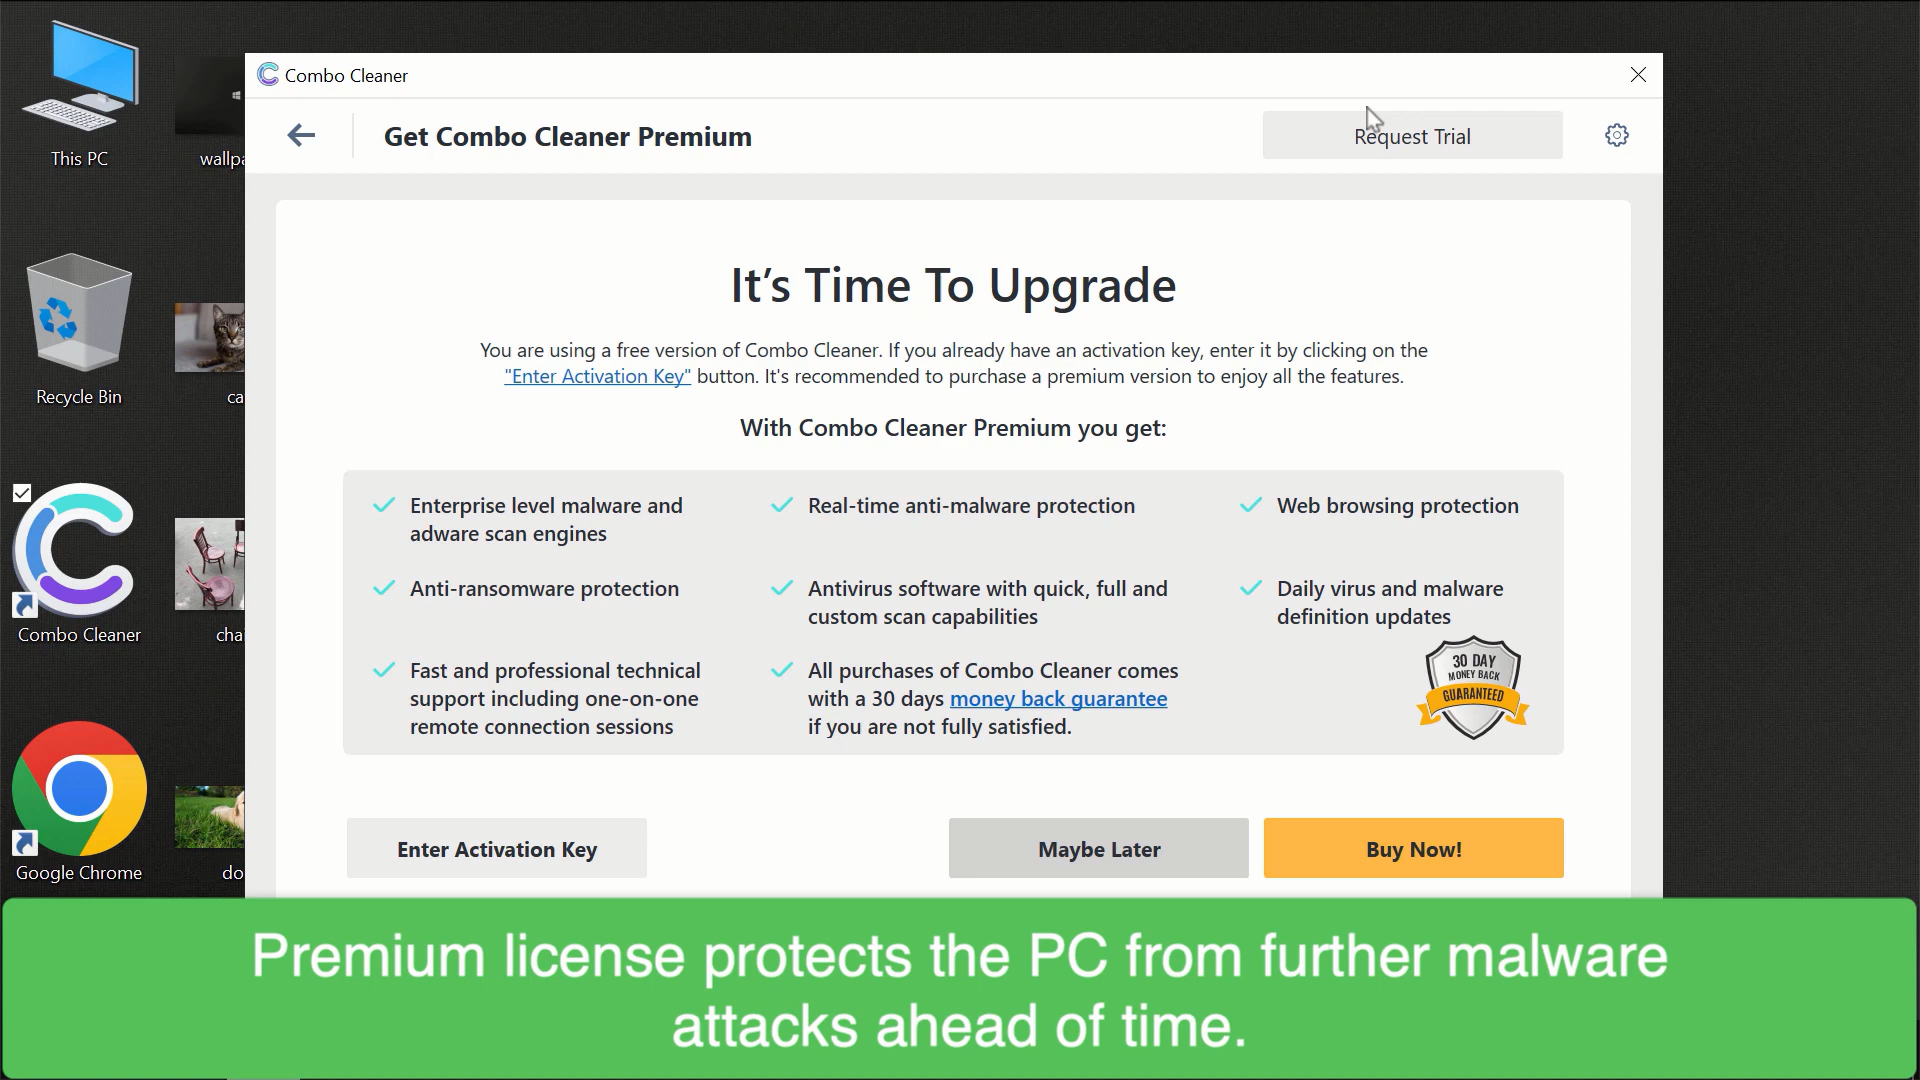 Combo Cleaner
Get Combo Cleaner Premium
Request Trial
This PC
wallpa
Recycle Bin
ca
Combo Cleaner
cha
Google Chrome
do
It's Time To Upgrade
You are using a free version of Combo Cleaner. If you already have an activation key, enter it by clicking on the
"Enter Activation Key" button. It's recommended to purchase a premium version to enjoy all the features.
With Combo Cleaner Premium you get:
Enterprise level malware and
adware scan engines
Real-time anti-malware protection
Web browsing protection
Anti-ransomware protection
Antivirus software with quick, full and
custom scan capabilities
Daily virus and malware
definition updates
Fast and professional technical
support including one-on-one
remote connection sessions
All purchases of Combo Cleaner comes
with a 30 days money back guarantee
if you are not fully satisfied.
30 DAY
MONEY BACK
GUARANTEED
Enter Activation Key
Maybe Later
Buy Now!
Premium license protects the PC from further malware
attacks ahead of time.